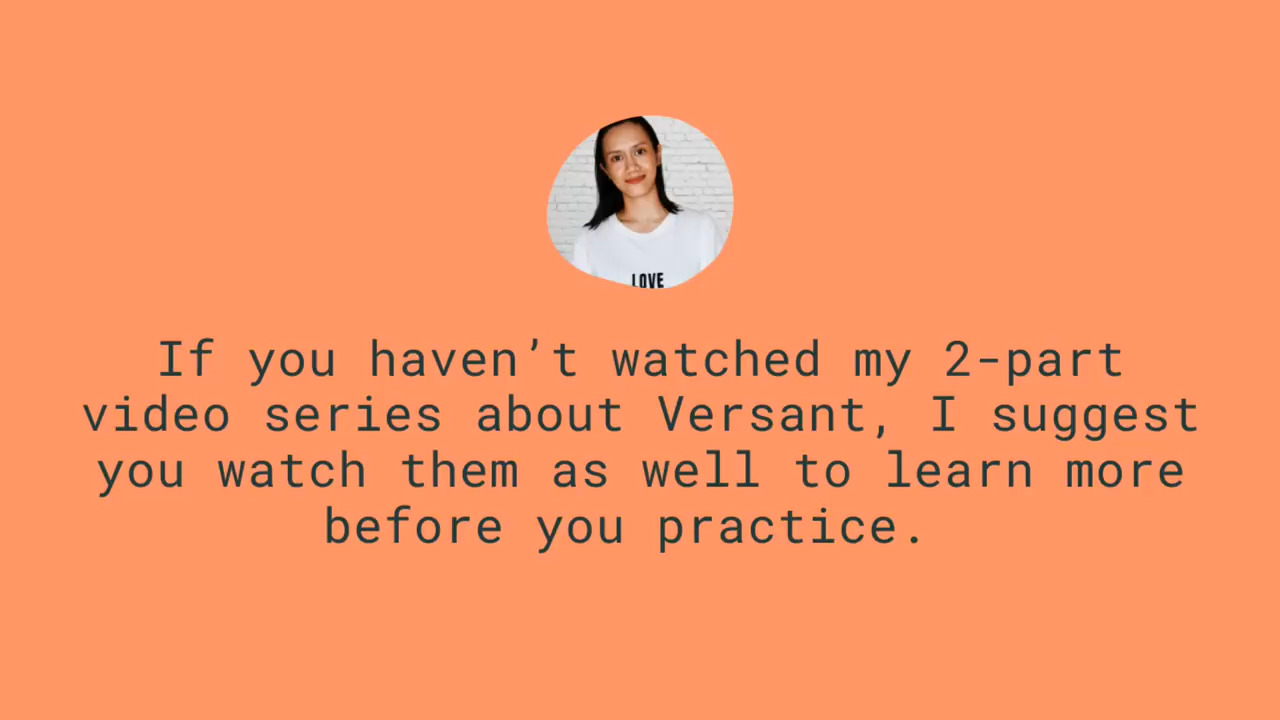 LOVE
If you haven’t watched my 2-part
video series about Versant, I suggest
you watch them as well to learn more
before you practice.